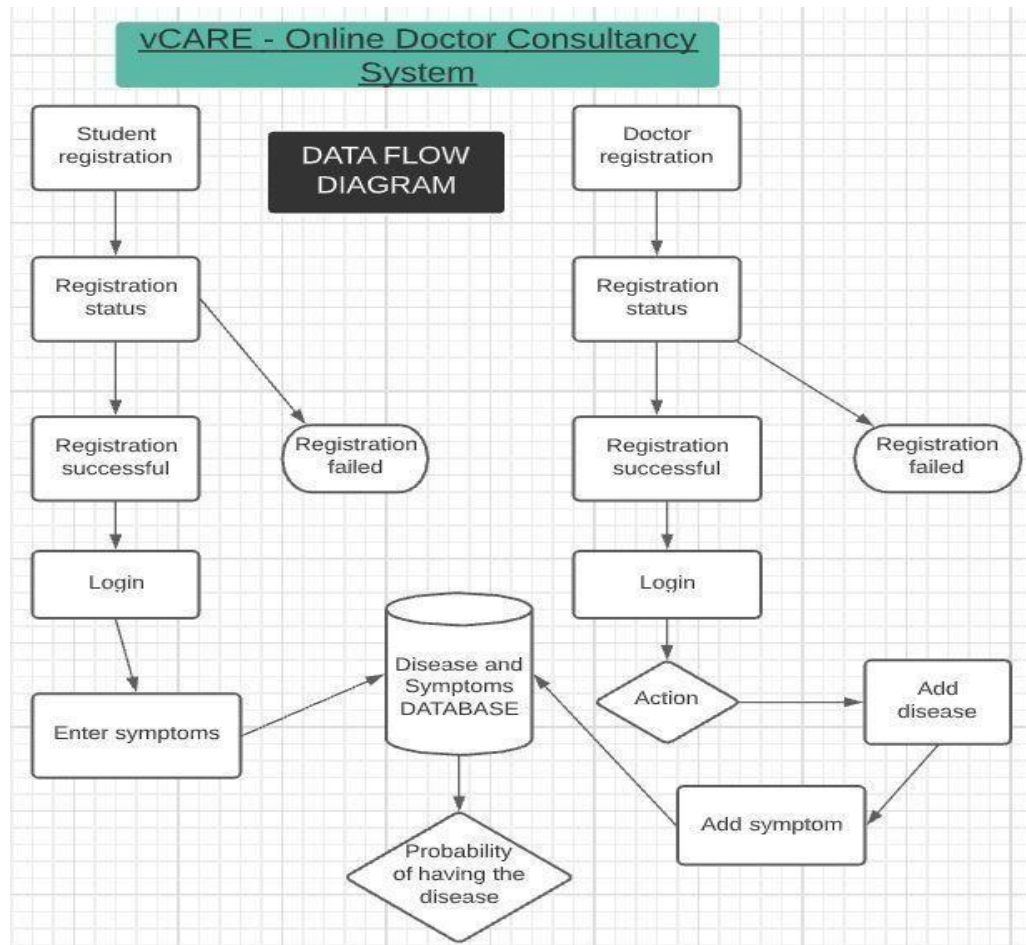 vCARE - Online Doctor Consultancy
System
Student
registration
DATA FLOW
DIAGRAM
Doctor
registration
Registration
status
Registration
status
Registration
successful
Registration
failed
Registration
successful
Registration
failed
Login
Login
Disease and
Symptoms
DATABASE
Action
Add
disease
Enter symptoms
Add symptom
Probability
of having the
disease